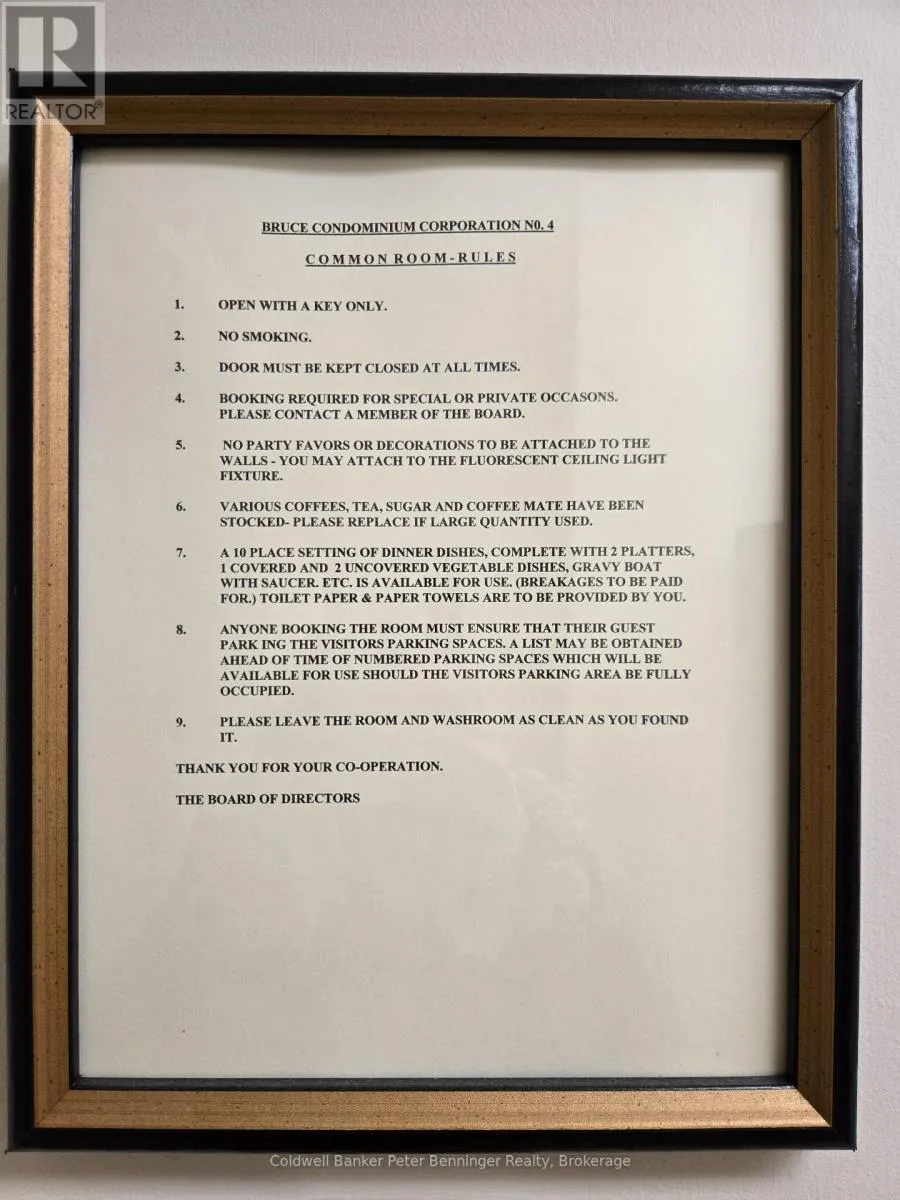 R
REALTOR®
BRUCE CONDOMINIUM CORPORATION N0. 4
COMMON ROOM-RULES
1. OPEN WITH A KEY ONLY.
2. NO SMOKING.
3. DOOR MUST BE KEPT CLOSED AT ALL TIMES.
4. BOOKING REQUIRED FOR SPECIAL OR PRIVATE OCCASONS.
PLEASE CONTACT A MEMBER OF THE BOARD.
5. NO PARTY FAVORS OR DECORATIONS TO BE ATTACHED TO THE
WALLS - YOU MAY ATTACH TO THE FLUORESCENT CEILING LIGHT
FIXTURE.
6. VARIOUS COFFEES, TEA, SUGAR AND COFFEE MATE HAVE BEEN
STOCKED- PLEASE REPLACE IF LARGE QUANTITY USED.
7. A 10 PLACE SETTING OF DINNER DISHES, COMPLETE WITH 2 PLATTERS,
1 COVERED AND 2 UNCOVERED VEGETABLE DISHES, GRAVY BOAT
WITH SAUCER. ETC. IS AVAILABLE FOR USE. (BREAKAGES TO BE PAID
FOR.) TOILET PAPER & PAPER TOWELS ARE TO BE PROVIDED BY YOU.
8. ANYONE BOOKING THE ROOM MUST ENSURE THAT THEIR GUEST
PARK ING THE VISITORS PARKING SPACES. A LIST MAY BE OBTAINED
AHEAD OF TIME OF NUMBERED PARKING SPACES WHICH WILL BE
AVAILABLE FOR USE SHOULD THE VISITORS PARKING AREA BE FULLY
OCCUPIED.
9. PLEASE LEAVE THE ROOM AND WASHROOM AS CLEAN AS YOU FOUND
IT.
THANK YOU FOR YOUR CO-OPERATION.
THE BOARD OF DIRECTORS
Coldwell Banker Peter Benninger Realty, Brokerage